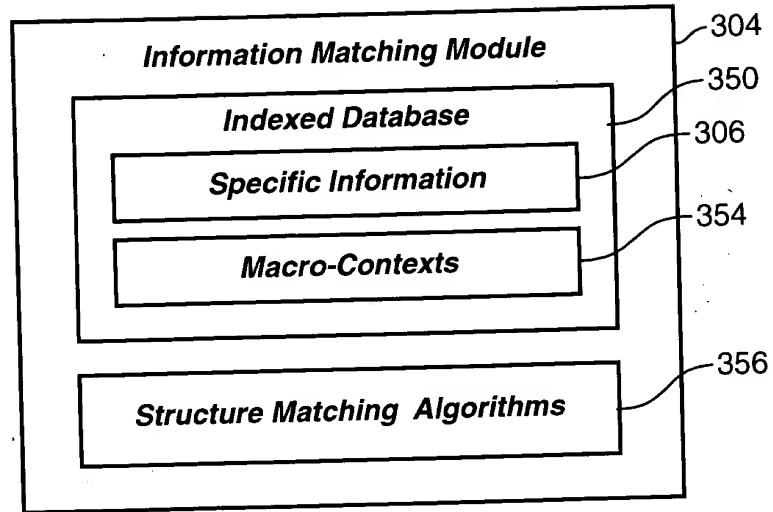 Information Matching Module
304
Indexed Database
350
Specific Information
306
Macro-Contexts
354
Structure Matching Algorithms
356